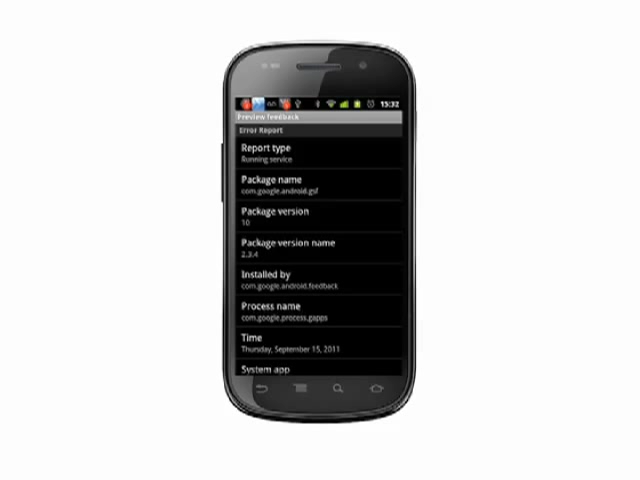 15:32
Preview feedback
Error Report
Report type
Running service
Package name
com.google.android.gsf
Package version
10
Package version name
2.3.4
Installed by
com.google.android.feedback
Process name
com.google.process.gapps
Time
Thursday, September 15, 2011
System app